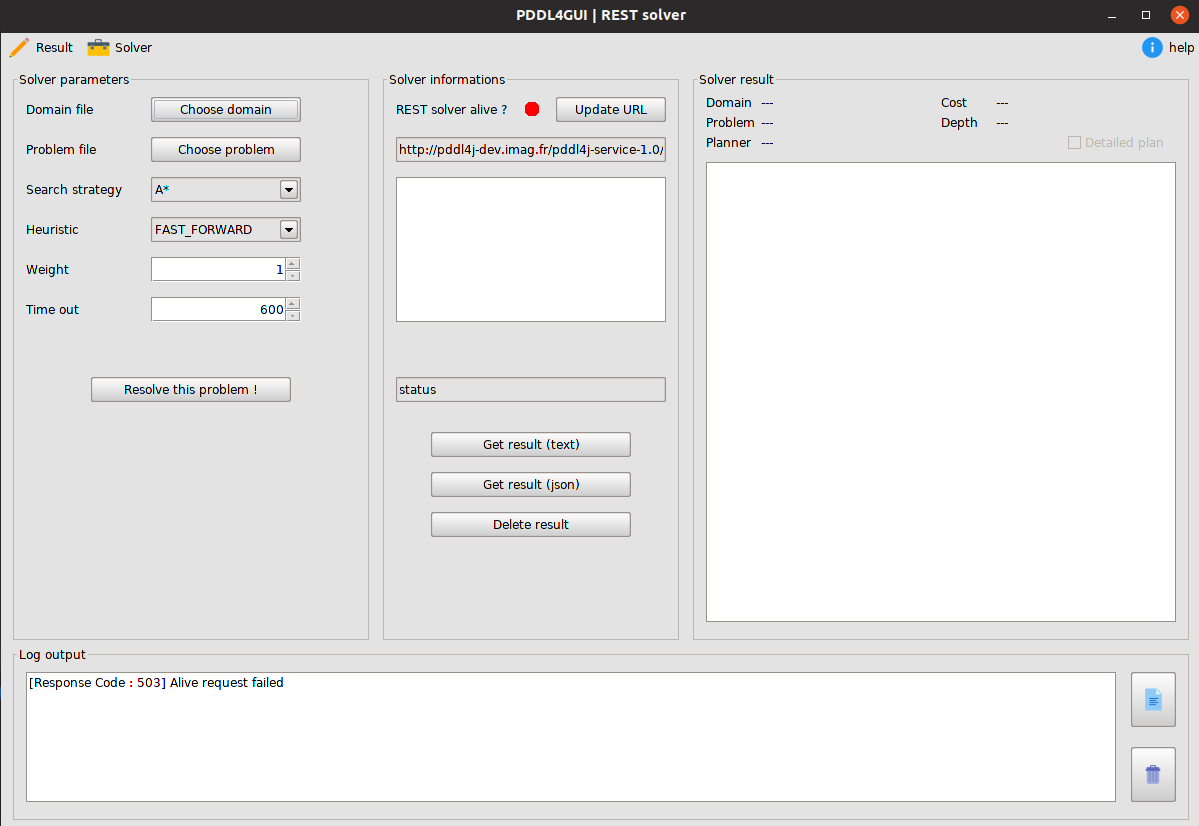 PDDL4GUI | REST solver
Result
Solver
help
Solver parameters
Domain file
Choose domain
Problem file
Choose problem
Search strategy
A*
Heuristic
FAST_FORWARD
Weight
1
Time out
600
Resolve this problem !
Solver informations
REST solver alive ?
Update URL
http://pddl4j-dev.imag.fr/pddl4j-service-1.0/
status
Get result (text)
Get result (json)
Delete result
Solver result
Domain ---
Cost ---
Problem ---
Depth ---
Planner ---
Detailed plan
Log output
[Response Code : 503] Alive request failed